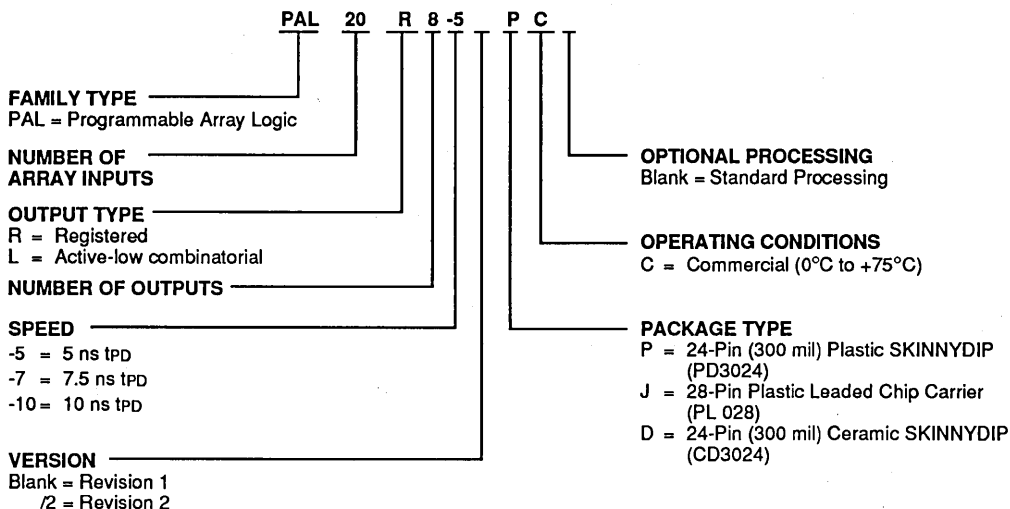 PAL 20 R 8 -5 P C
FAMILY TYPE
PAL = Programmable Array Logic
NUMBER OF
ARRAY INPUTS
OUTPUT TYPE
R = Registered
L = Active-low combinatorial
NUMBER OF OUTPUTS
SPEED
-5 = 5 ns tPD
-7 = 7.5 ns tPD
-10 = 10 ns tPD
VERSION
Blank = Revision 1
/2 = Revision 2
OPTIONAL PROCESSING
Blank = Standard Processing
OPERATING CONDITIONS
C = Commercial (0°C to +75°C)
PACKAGE TYPE
P = 24-Pin (300 mil) Plastic SKINNYDIP
(PD3024)
J = 28-Pin Plastic Leaded Chip Carrier
(PL 028)
D = 24-Pin (300 mil) Ceramic SKINNYDIP
(CD3024)